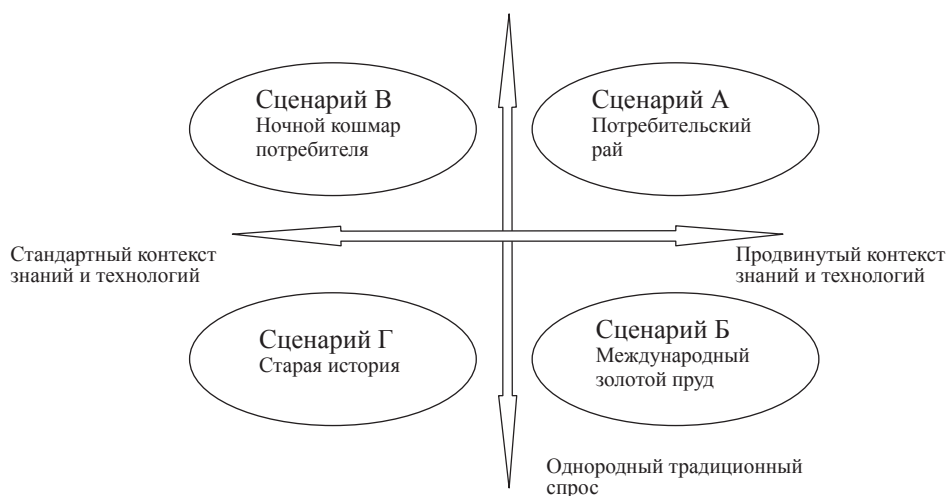 Сценарий В
Ночной кошмар
потребителя
Сценарий А
Потребительский
рай
Стандартный контекст
знаний и технологий
Продвинутый контекст
знаний и технологий
Сценарий Г
Старая история
Сценарий Б
Международный
золотой пруд
Однородный традиционный
спрос